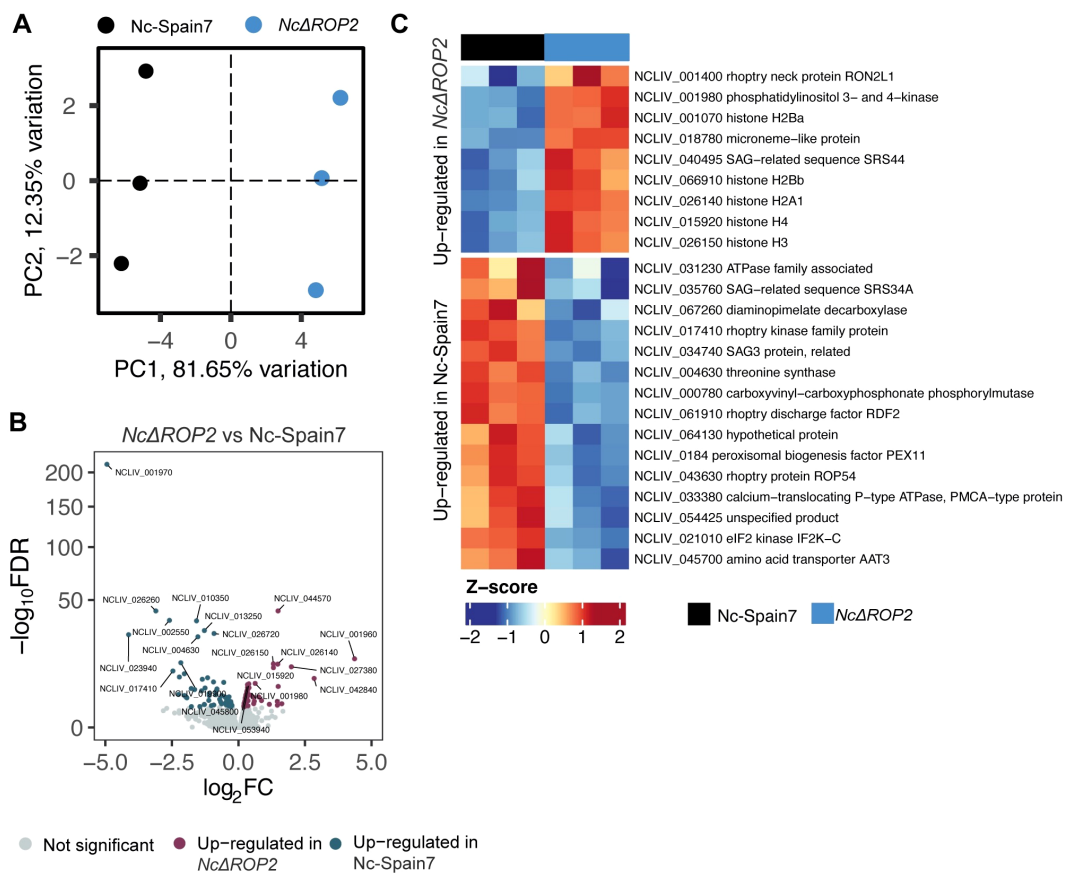 A
Nc-Spain7
NcΔROP2
2
0
−2
−4
0
4
PC2, 12.35% variation
PC1, 81.65% variation
B
NcΔROP2 vs Nc-Spain7
200
150
100
50
0
−log10FDR
NCLIV_001970
NCLIV_026260
NCLIV_010350
NCLIV_044570
NCLIV_013250
NCLIV_002550
NCLIV_026720
NCLIV_001960
NCLIV_004630
NCLIV_026150
NCLIV_026140
NCLIV_023940
NCLIV_027380
NCLIV_015920
NCLIV_017410
NCLIV_042840
NCLIV_001980
NCLIV_045800
NCLIV_053940
−5.0
−2.5
0.0
2.5
5.0
log2FC
Not significant
Up−regulated in
NcΔROP2
Up−regulated in
Nc-Spain7
C
Up−regulated in NcΔROP2
NCLIV_001400 rhoptry neck protein RON2L1
NCLIV_001980 phosphatidylinositol 3− and 4−kinase
NCLIV_001070 histone H2Ba
NCLIV_018780 microneme−like protein
NCLIV_040495 SAG−related sequence SRS44
NCLIV_066910 histone H2Bb
NCLIV_026140 histone H2A1
NCLIV_015920 histone H4
NCLIV_026150 histone H3
Up−regulated in Nc-Spain7
NCLIV_031230 ATPase family associated
NCLIV_035760 SAG−related sequence SRS34A
NCLIV_067260 diaminopimelate decarboxylase
NCLIV_017410 rhoptry kinase family protein
NCLIV_034740 SAG3 protein, related
NCLIV_004630 threonine synthase
NCLIV_000780 carboxyvinyl−carboxyphosphonate phosphorylmutase
NCLIV_061910 rhoptry discharge factor RDF2
NCLIV_064130 hypothetical protein
NCLIV_0184 peroxisomal biogenesis factor PEX11
NCLIV_043630 rhoptry protein ROP54
NCLIV_033380 calcium−translocating P−type ATPase, PMCA−type protein
NCLIV_054425 unspecified product
NCLIV_021010 eIF2 kinase IF2K−C
NCLIV_045700 amino acid transporter AAT3
Z−score
−2
−1
0
1
2
Nc-Spain7
NcΔROP2